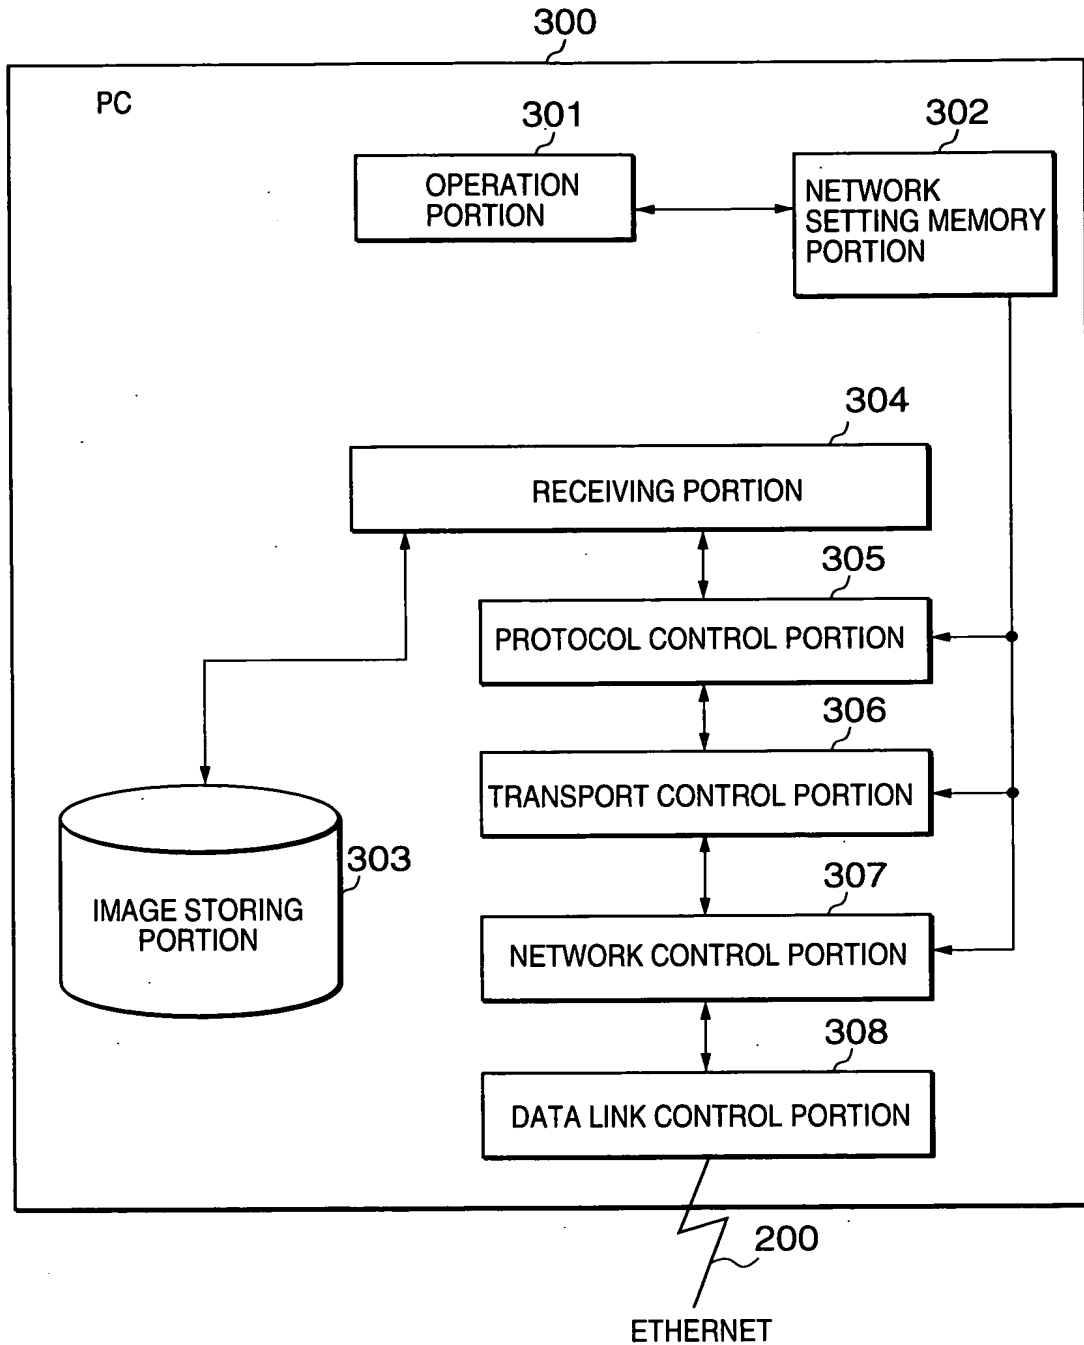 300
PC
301
302
OPERATION
PORTION
NETWORK
SETTING MEMORY
PORTION
304
RECEIVING PORTION
305
PROTOCOL CONTROL PORTION
306
TRANSPORT CONTROL PORTION
303
IMAGE STORING
PORTION
307
NETWORK CONTROL PORTION
308
DATA LINK CONTROL PORTION
200
ETHERNET